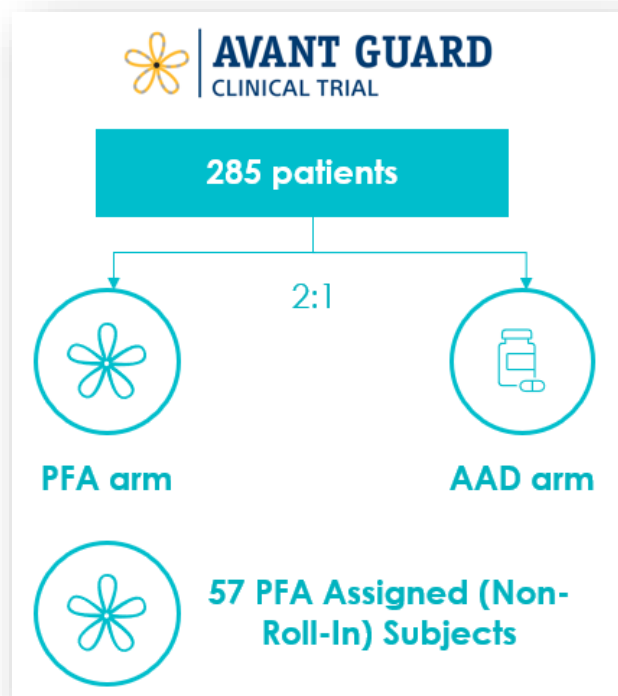 AVANT GUARD
CLINICAL TRIAL
285 patients
2:1
PFA arm
AAD arm
57 PFA Assigned (Non-
Roll-In) Subjects